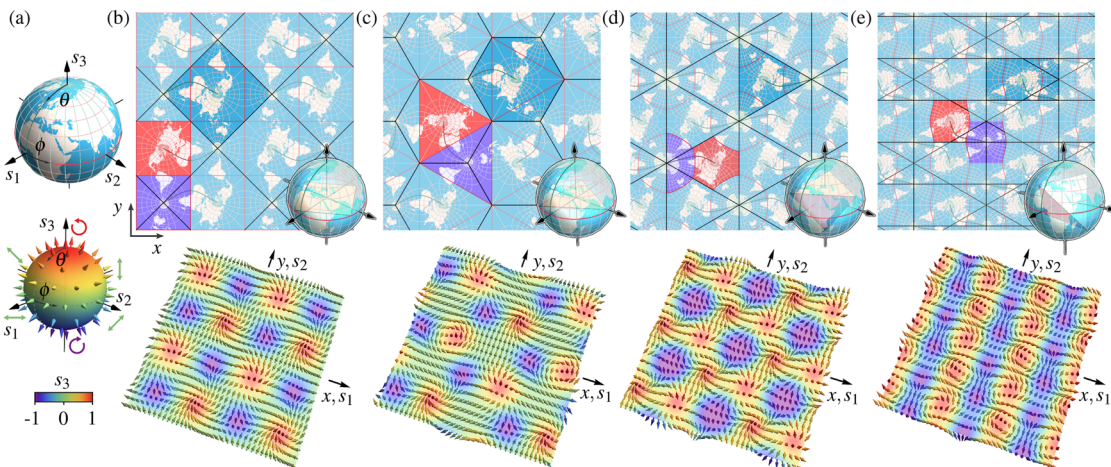 (a)
s3
θ
ϕ
s1
s2
s3
θ
ϕ
s2
s1
s3
-1 0 1
(b)
y
x
y, s2
x, s1
(c)
y, s2
x, s1
(d)
y, s2
x, s1
(e)
y, s2
x, s1